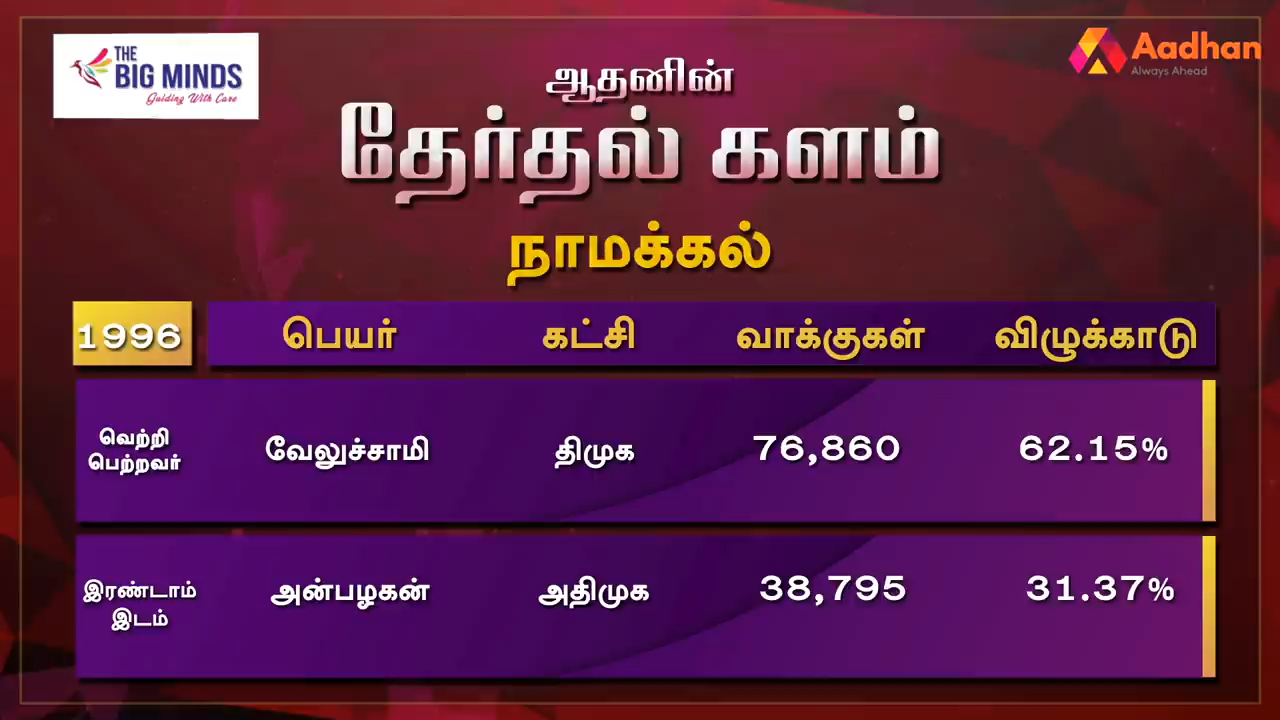 THE
BIG MINDS
Guiding With Care
Aadhan
Always Ahead
ஆதனின்
தேர்தல் களம்
நாமக்கல்
1996 பெயர் கட்சி வாக்குகள் விழுக்காடு
வெற்றி
பெற்றவர் வேலுச்சாமி திமுக 76,860 62.15%
இரண்டாம்
இடம் அன்பழகன் அதிமுக 38,795 31.37%